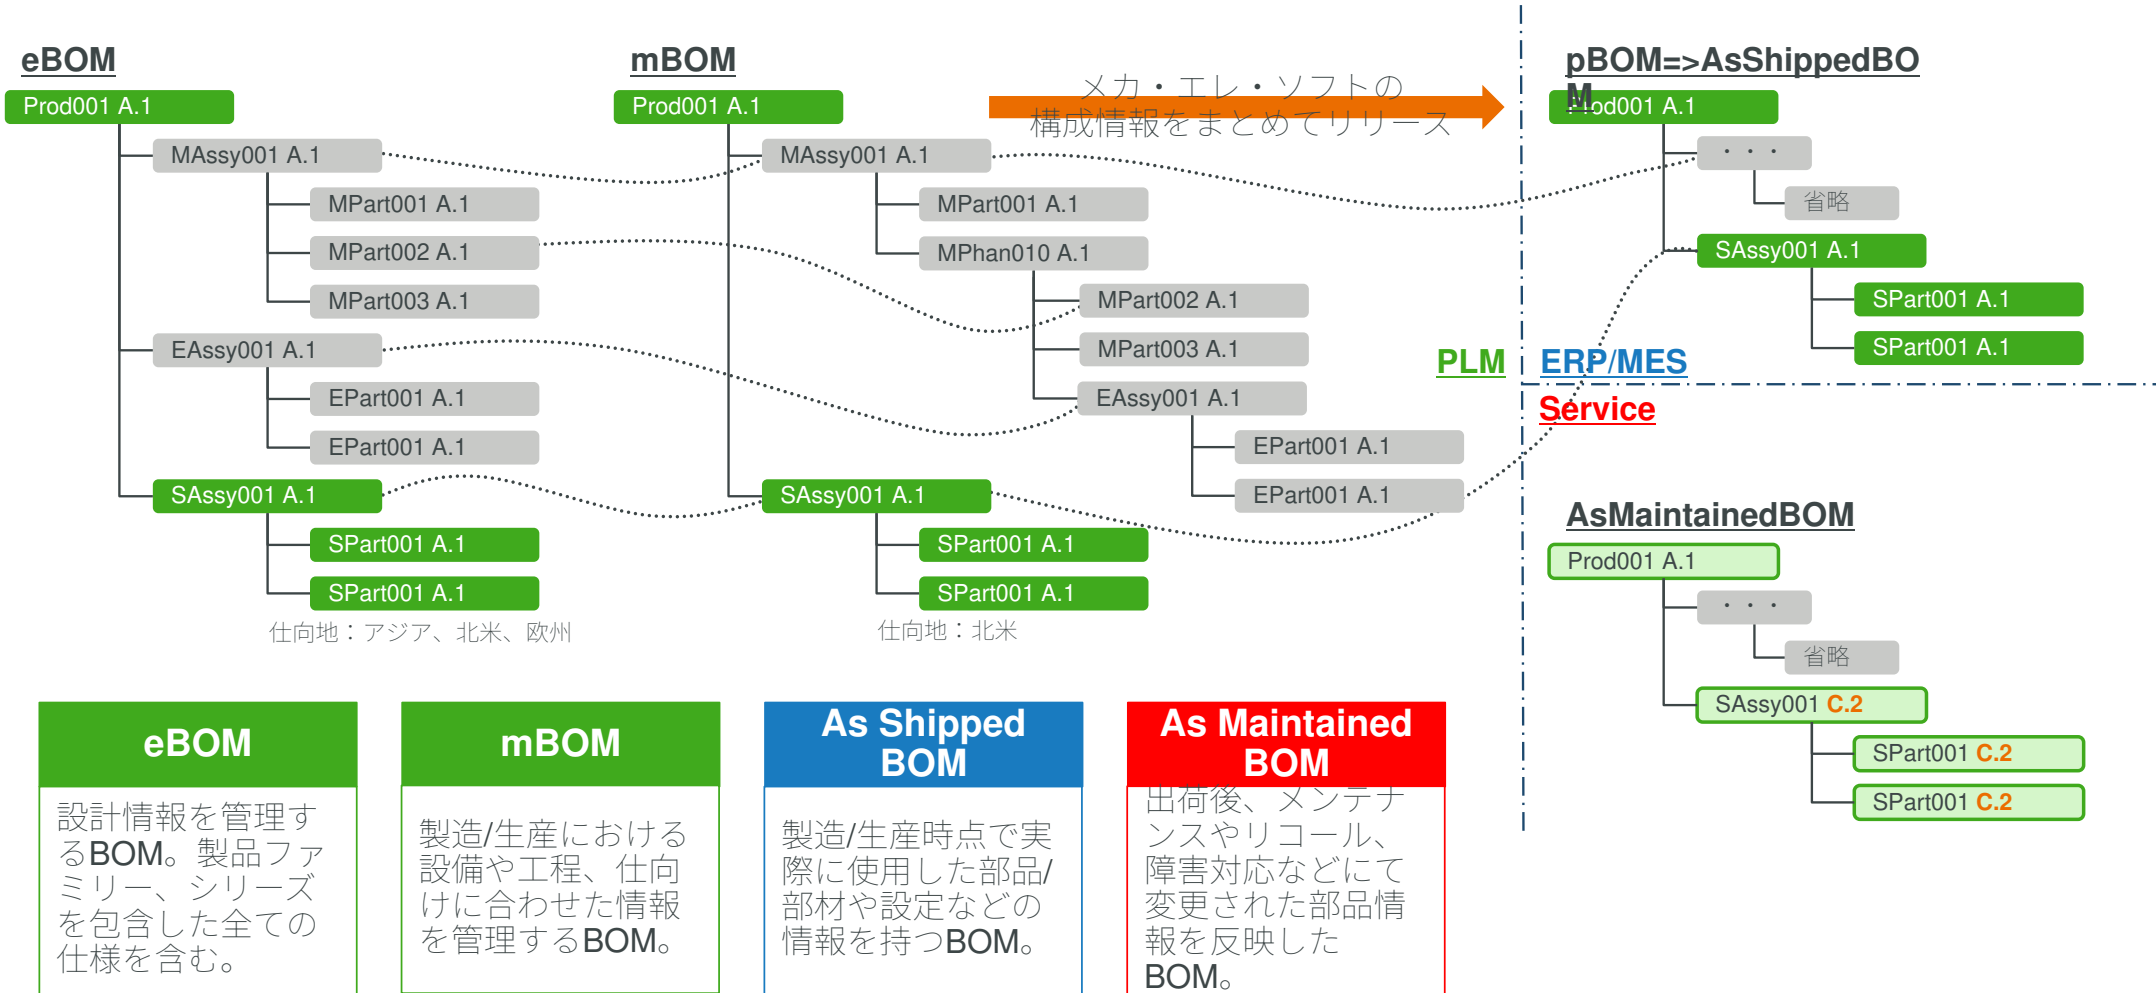 eBOM
Prod001 A.1
MAssy001 A.1
MPart001 A.1
MPart002 A.1
MPart003 A.1
EAssy001 A.1
EPart001 A.1
EPart001 A.1
SAssy001 A.1
SPart001 A.1
SPart001 A.1
仕向地：アジア、北米、欧州
mBOM
Prod001 A.1
MAssy001 A.1
MPart001 A.1
MPhan010 A.1
MPart002 A.1
MPart003 A.1
EAssy001 A.1
EPart001 A.1
EPart001 A.1
SAssy001 A.1
SPart001 A.1
SPart001 A.1
仕向地：北米
メカ・エレ・ソフトの
構成情報をまとめてリリース
pBOM=>AsShippedBO
M
Prod001 A.1
・・・
省略
SAssy001 A.1
SPart001 A.1
SPart001 A.1
PLM
ERP/MES
Service
AsMaintainedBOM
Prod001 A.1
・・・
省略
SAssy001 C.2
SPart001 C.2
SPart001 C.2
eBOM
設計情報を管理す
るBOM。製品ファ
ミリー、シリーズ
を包含した全ての
仕様を含む。
mBOM
製造/生産における
設備や工程、仕向
けに合わせた情報
を管理するBOM。
As Shipped
BOM
製造/生産時点で実
際に使用した部品/
部材や設定などの
情報を持つBOM。
As Maintained
BOM
出荷後、メンテナ
ンスやリコール、
障害対応などにて
変更された部品情
報を反映した
BOM。